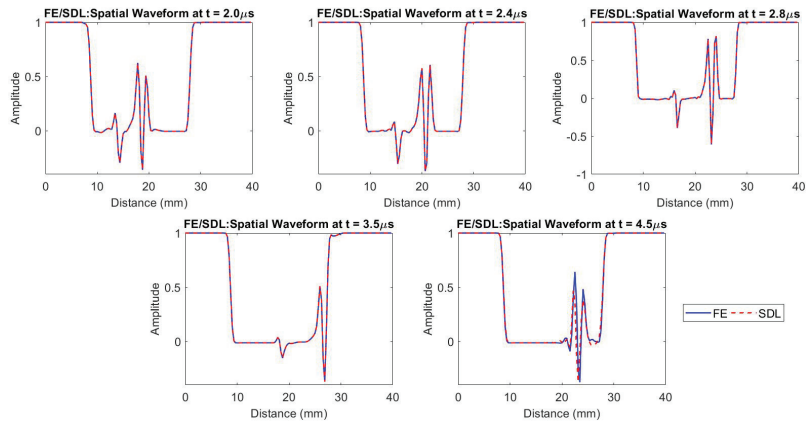 FE/SDL:Spatial Waveform at t = 2.0μs
1
0.5
0
Amplitude
0 10 20 30 40
Distance (mm)
FE/SDL:Spatial Waveform at t = 2.4μs
1
0.5
0
Amplitude
0 10 20 30 40
Distance (mm)
FE/SDL:Spatial Waveform at t = 2.8μs
1
0.5
0
-0.5
-1
Amplitude
0 10 20 30 40
Distance (mm)
FE/SDL:Spatial Waveform at t = 3.5μs
1
0.5
0
Amplitude
0 10 20 30 40
Distance (mm)
FE/SDL:Spatial Waveform at t = 4.5μs
1
0.5
0
Amplitude
0 10 20 30 40
Distance (mm)
FE SDL